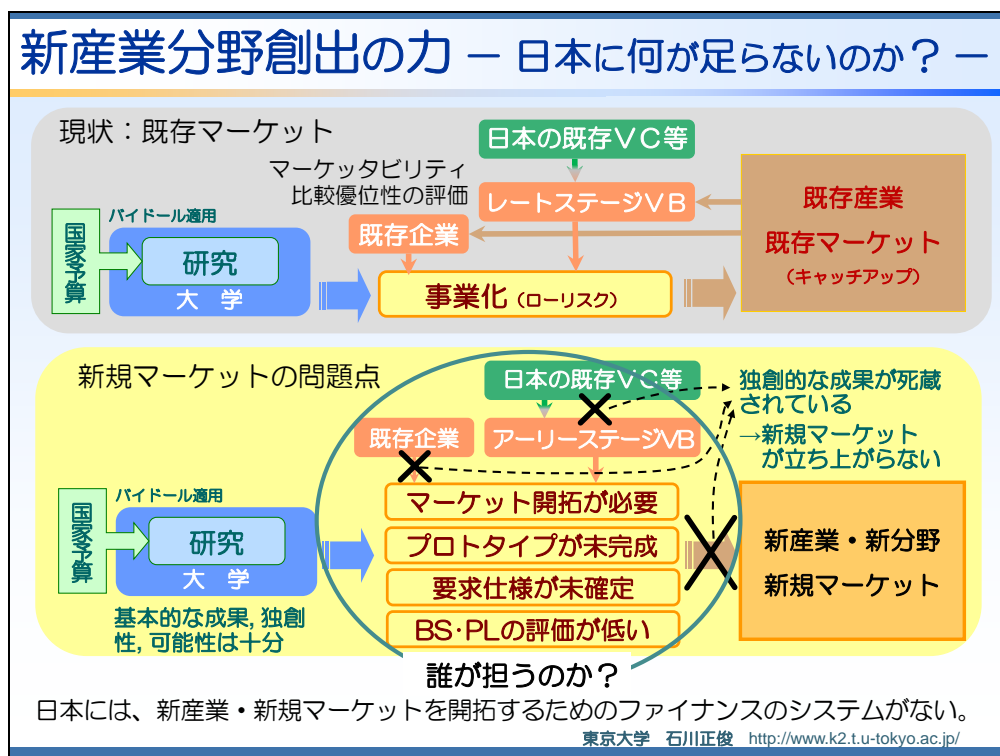 新産業分野創出の力 － 日本に何が足らないのか？－
現状：既存マーケット
日本の既存ＶＣ等
マーケッタビリティ
比較優位性の評価
レートステージＶＢ
既存産業
既存マーケット
（キャッチアップ）
バイドール適用
国家予算
研究
大 学
既存企業
事業化（ローリスク）
新規マーケットの問題点
日本の既存ＶＣ等
独創的な成果が死蔵
されている
→新規マーケット
が立ち上がらない
既存企業
アーリーステージVB
バイドール適用
国家予算
研究
大 学
基本的な成果, 独創
性, 可能性は十分
マーケット開拓が必要
プロトタイプが未完成
要求仕様が未確定
BS･PLの評価が低い
新産業・新分野
新規マーケット
誰が担うのか？
日本には、新産業・新規マーケットを開拓するためのファイナンスのシステムがない。
東京大学 石川正俊 http://www.k2.t.u-tokyo.ac.jp/